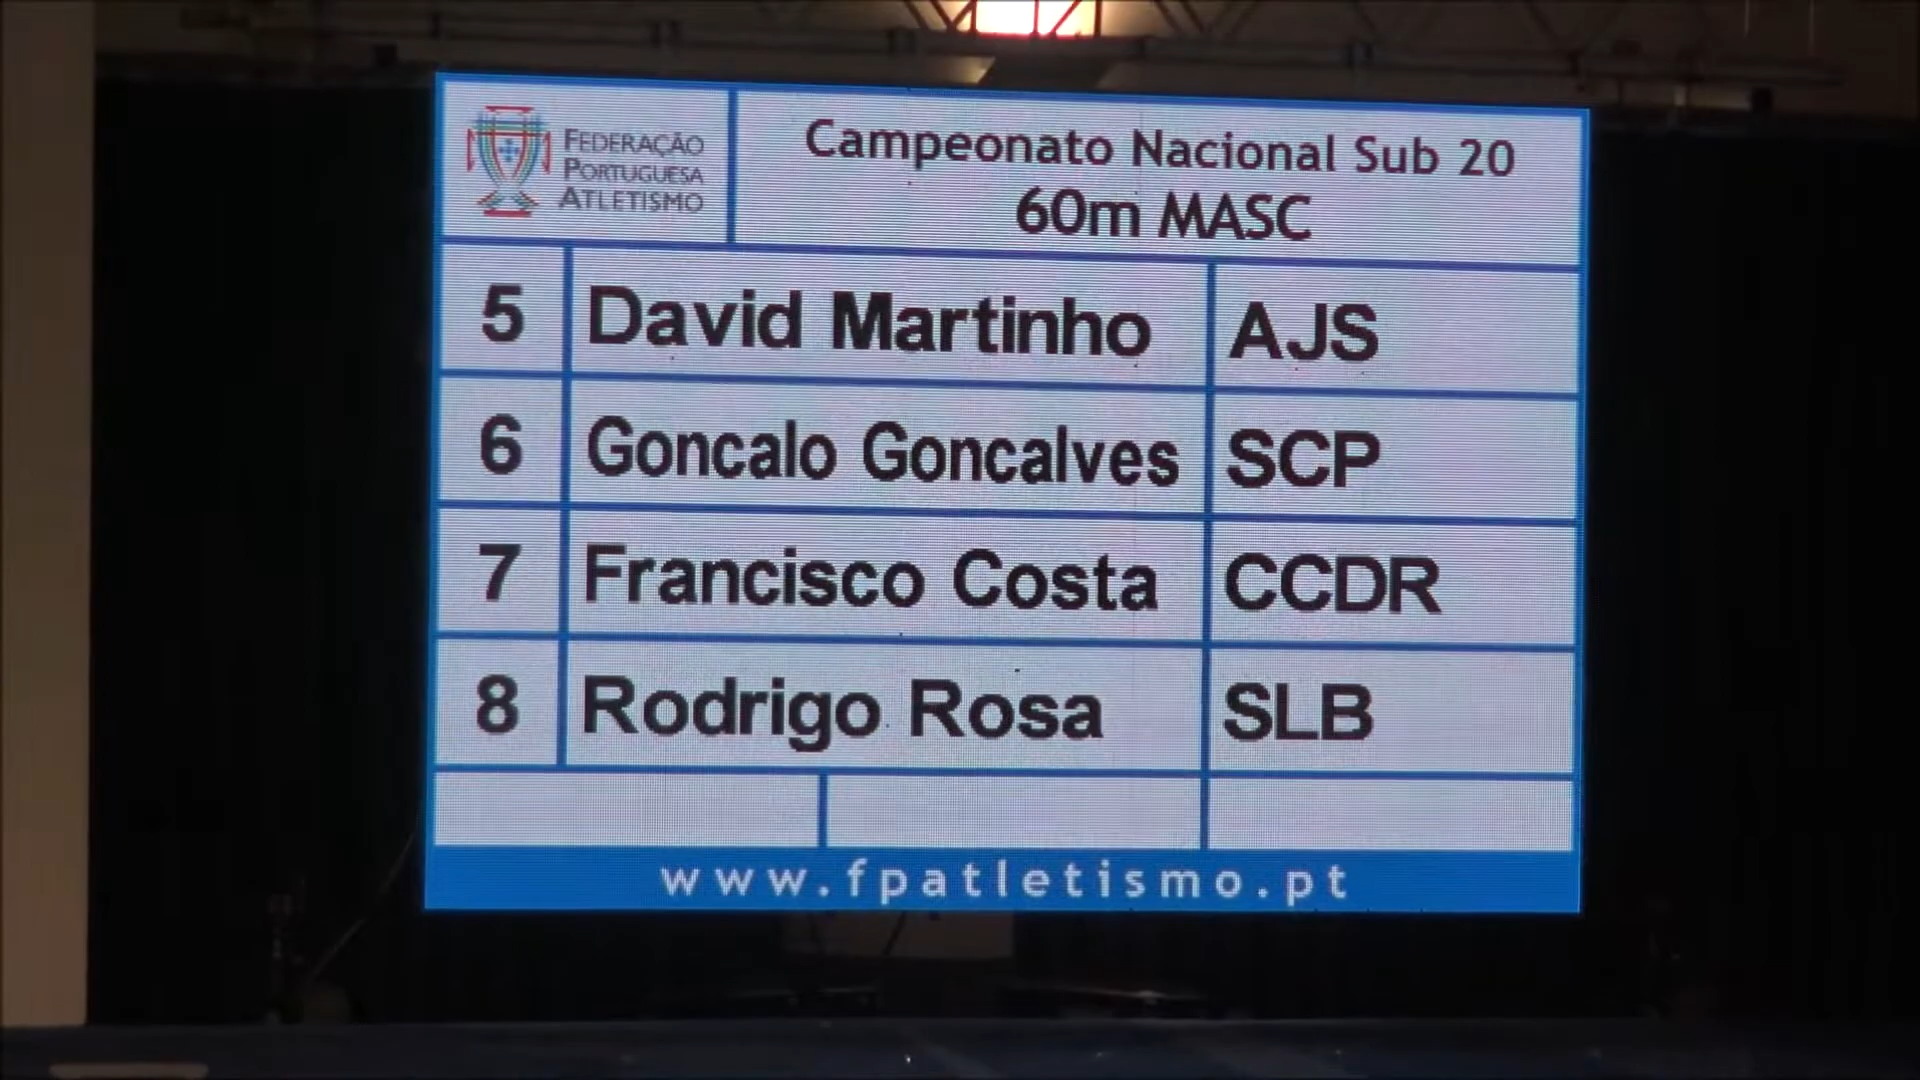 FEDERAÇÃO
PORTUGUESA
ATLETISMO
Campeonato Nacional Sub 20
60m MASC
5 David Martinho AJS
6 Goncalo Goncalves SCP
7 Francisco Costa CCDR
8 Rodrigo Rosa SLB
www.fpatletismo.pt